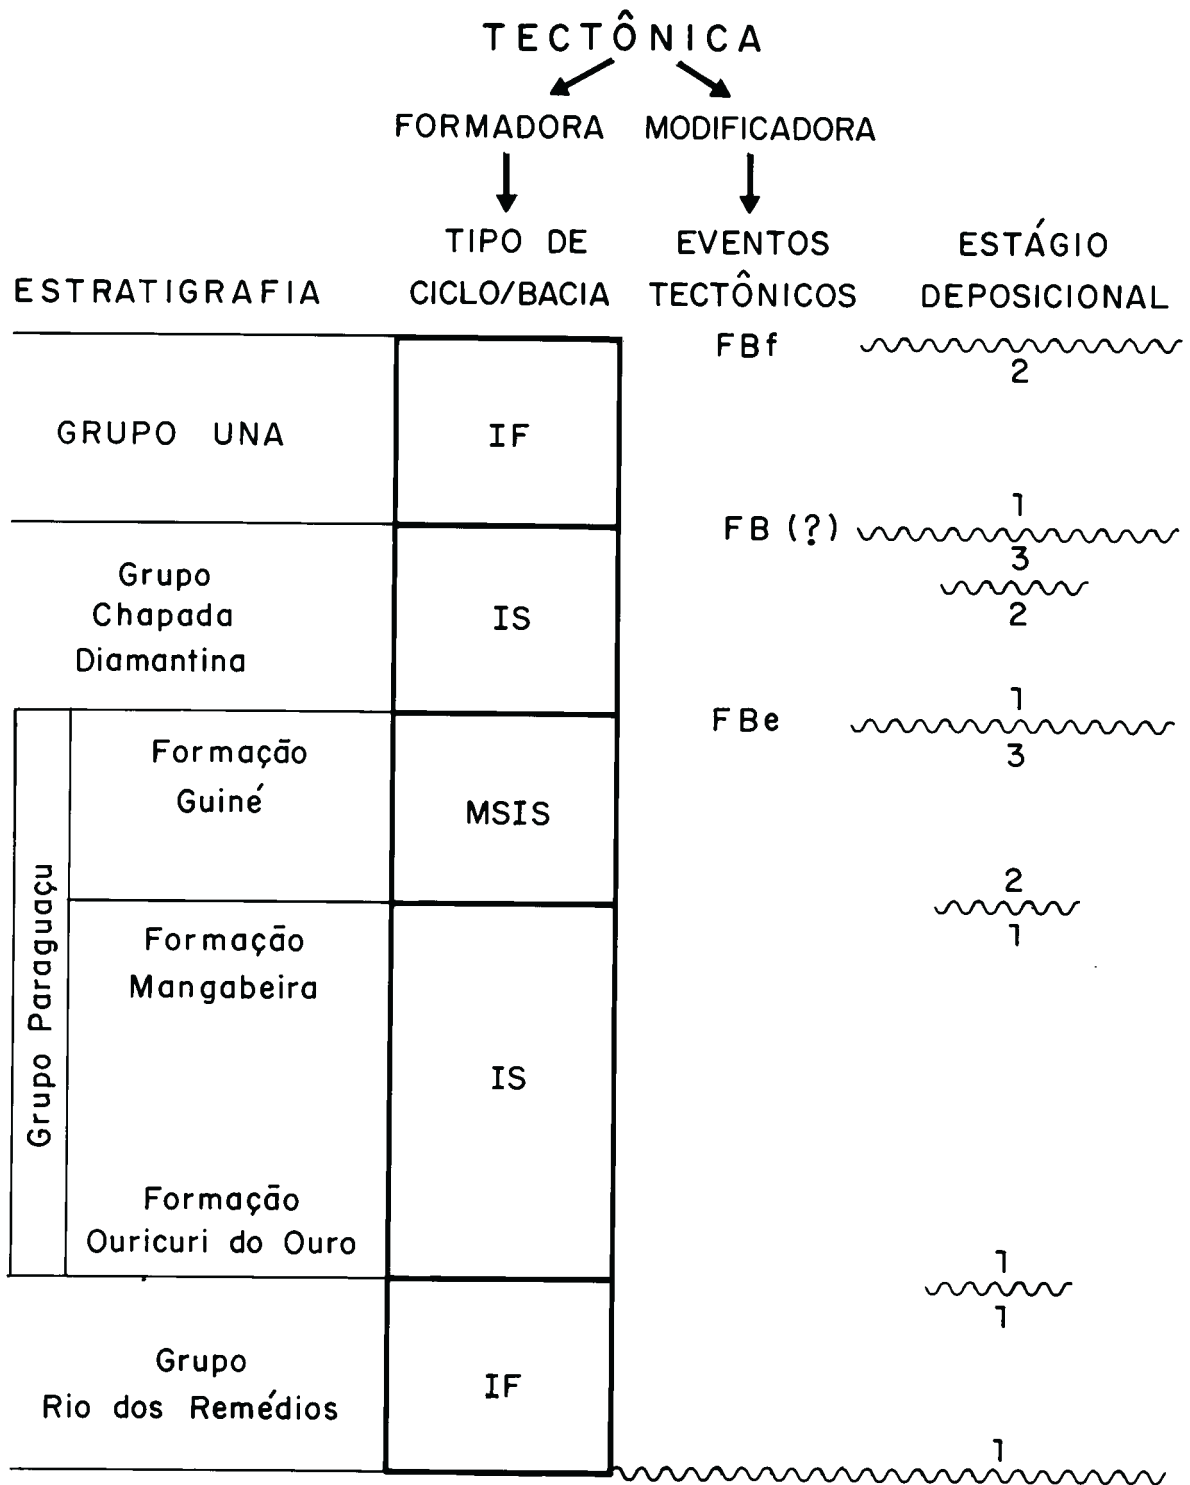 TECTÔNICA
FORMADORA MODIFICADORA
ESTRATIGRAFIA
TIPO DE
CICLO/BACIA
EVENTOS
TECTÔNICOS
ESTÁGIO
DEPOSICIONAL
FBf
2
GRUPO UNA
IF
1
FB (?)
3
Grupo
Chapada
Diamantina
IS
2
1
FBe
3
Grupo Paraguaçu
Formação
Guiné
MSIS
2
1
Formação
Mangabeira
IS
Formação
Ouricuri do Ouro
1
1
Grupo
Rio dos Remédios
IF
1